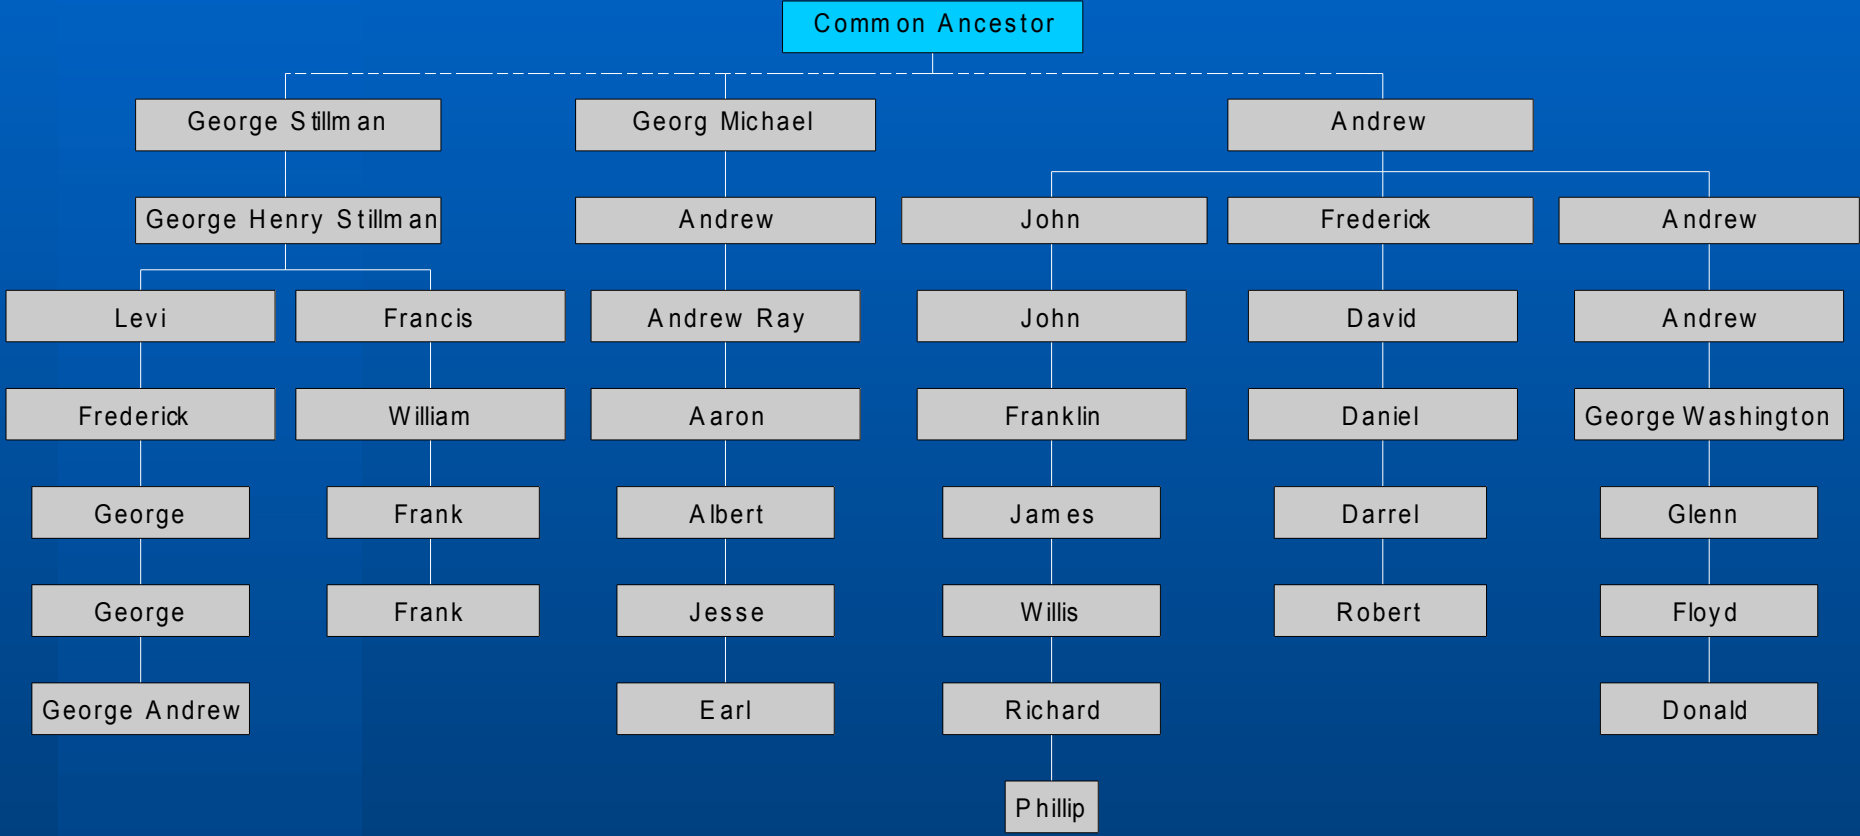 Common Ancestor
George Stillman
Georg Michael
Andrew
George Henry Stillman
Andrew
John
Frederick
Andrew
Levi
Francis
Andrew Ray
John
David
Andrew
Frederick
William
Aaron
Franklin
Daniel
George Washington
George
Frank
Albert
James
Darrel
Glenn
George
Frank
Jesse
Willis
Robert
Floyd
George Andrew
Earl
Richard
Donald
Phillip